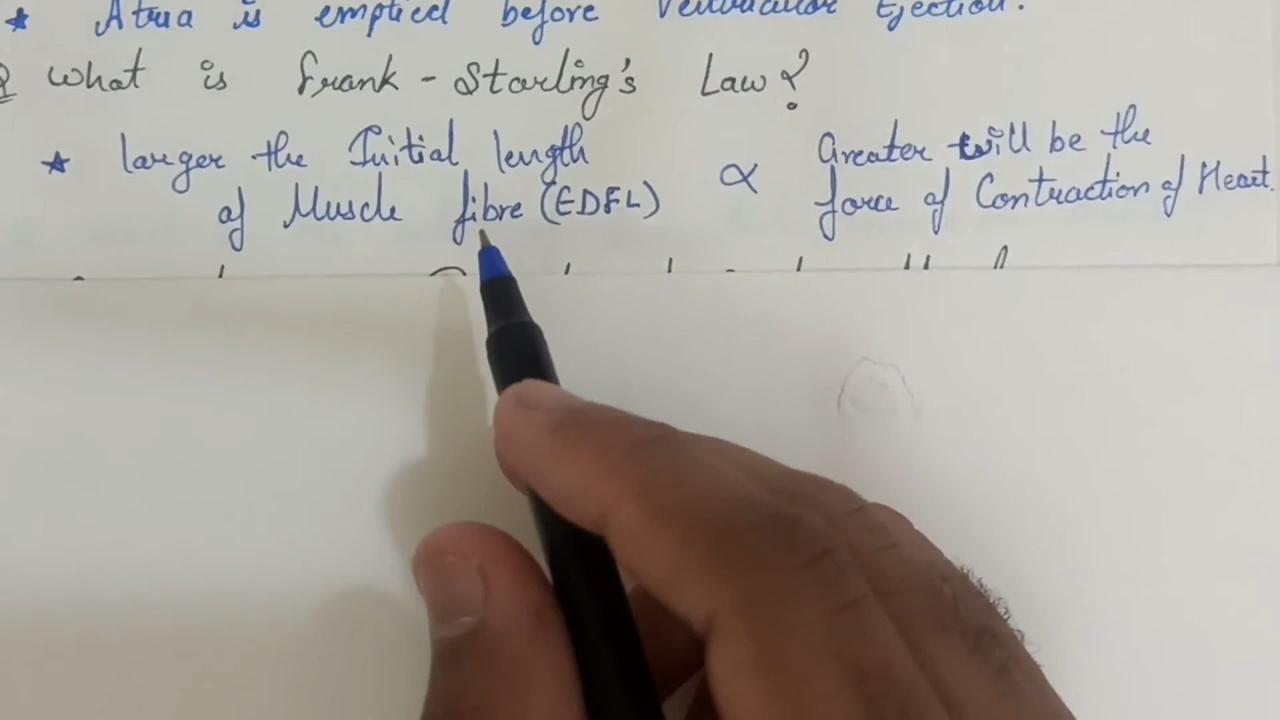 ★ Atria is emptied before Ventricular Ejection.
Q What is Frank-Starling's Law?
★ larger the Initial length of Muscle fibre (EDFL) ∝ Greater will be the force of Contraction of Heart.